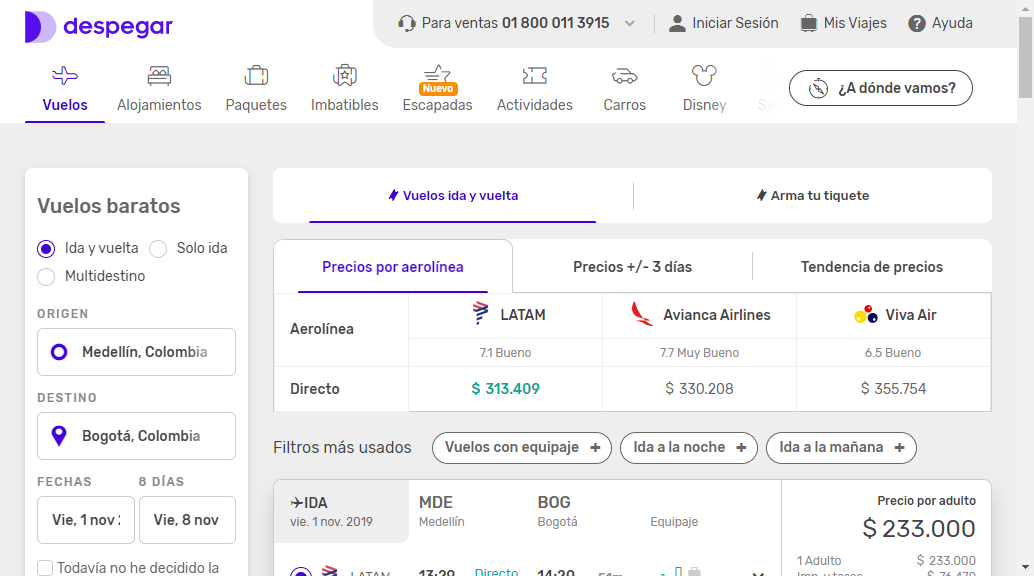 despegar
Para ventas 01 800 011 3915
Iniciar Sesión
Mis Viajes
Ayuda
Vuelos
Alojamientos
Paquetes
Imbatibles
Nuevo
Escapadas
Actividades
Carros
Disney
¿A dónde vamos?
Vuelos baratos
Ida y vuelta
Solo ida
Multidestino
ORIGEN
Medellín, Colombia
DESTINO
Bogotá, Colombia
FECHAS
8 DÍAS
Vie, 1 nov
Vie, 8 nov
Todavía no he decidido la
Vuelos ida y vuelta
Arma tu tiquete
Precios por aerolínea
Precios +/- 3 días
Tendencia de precios
Aerolínea
LATAM
Avianca Airlines
Viva Air
7.1 Bueno
7.7 Muy Bueno
6.5 Bueno
Directo
$ 313.409
$ 330.208
$ 355.754
Filtros más usados
Vuelos con equipaje +
Ida a la noche +
Ida a la mañana +
IDA
vie. 1 nov. 2019
MDE
Medellín
BOG
Bogotá
Equipaje
LATAM
13:29
Directo
14:20
51m
Precio por adulto
$ 233.000
1 Adulto
$ 233.000
Imp. y tasas
$ 76.470